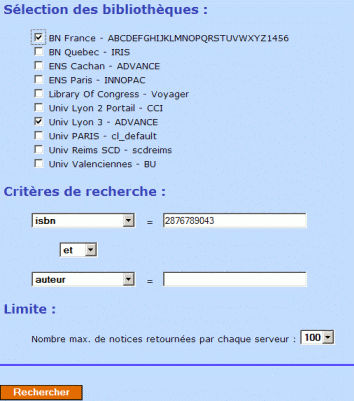 Sélection des bibliothèques :
BN France - ABCDEFGHIJKLMNOPQRSTUVWXYZ1456
BN Quebec - IRIS
ENS Cachan - ADVANCE
ENS Paris - INNOPAC
Library Of Congress - Voyager
Univ Lyon 2 Portail - CCI
Univ Lyon 3 - ADVANCE
Univ PARIS - cl_default
Univ Reims SCD - scdreims
Univ Valenciennes - BU
Critères de recherche :
isbn = 2876789043
et
auteur =
Limite :
Nombre max. de notices retournées par chaque serveur : 100
Rechercher